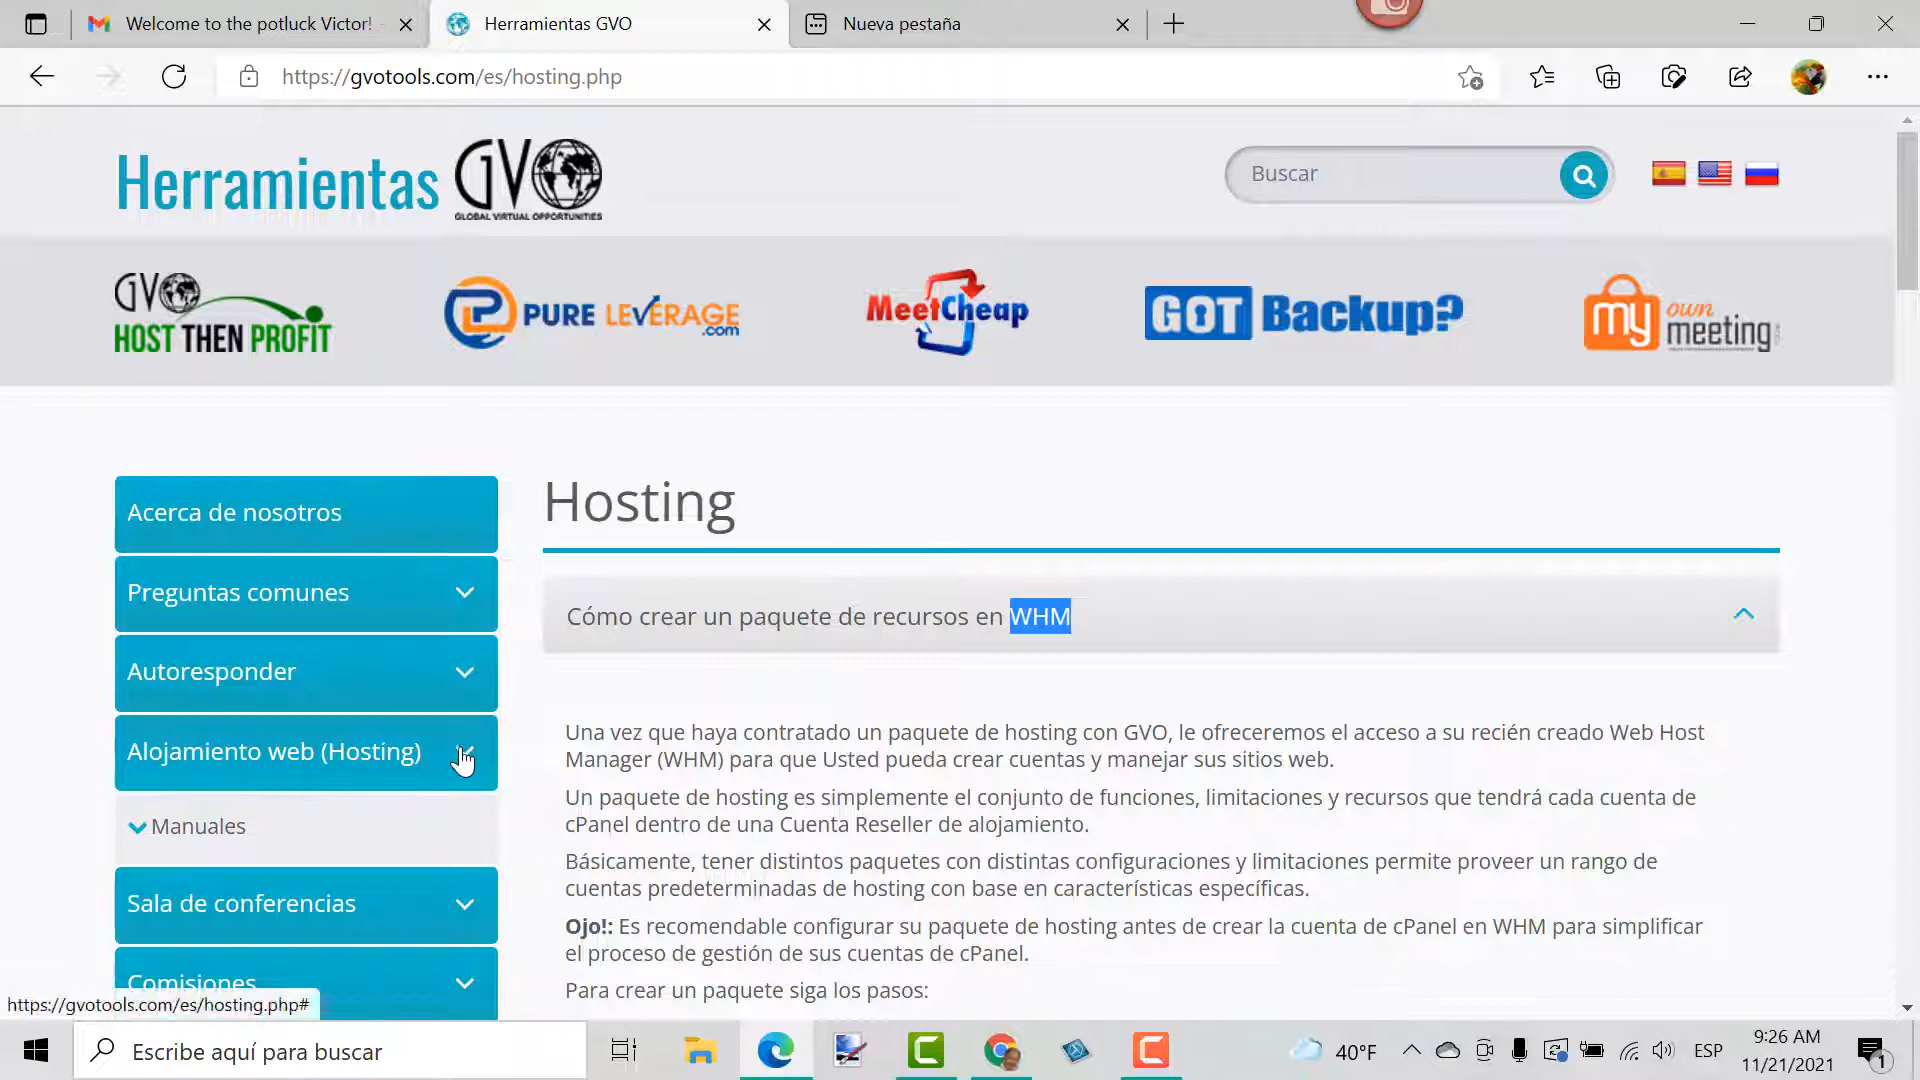 Welcome to the potluck Victor! -
Herramientas GVO
Nueva pestaña
https://gvotools.com/es/hosting.php
Herramientas GVO
GLOBAL VIRTUAL OPPORTUNITIES
Buscar
GVO
HOST THEN PROFIT
PURE LEVERAGE
.com
MeetCheap
GOT Backup?
my own
meeting
Hosting
Acerca de nosotros
Preguntas comunes
Cómo crear un paquete de recursos en WHM
Autoresponder
Alojamiento web (Hosting)
Manuales
Sala de conferencias
Comisiones
Una vez que haya contratado un paquete de hosting con GVO, le ofreceremos el acceso a su recién creado Web Host
Manager (WHM) para que Usted pueda crear cuentas y manejar sus sitios web.
Un paquete de hosting es simplemente el conjunto de funciones, limitaciones y recursos que tendrá cada cuenta de
cPanel dentro de una Cuenta Reseller de alojamiento.
Básicamente, tener distintos paquetes con distintas configuraciones y limitaciones permite proveer un rango de
cuentas predeterminadas de hosting con base en características específicas.
Ojo!: Es recomendable configurar su paquete de hosting antes de crear la cuenta de cPanel en WHM para simplificar
el proceso de gestión de sus cuentas de cPanel.
Para crear un paquete siga los pasos:
https://gvotools.com/es/hosting.php#
Escribe aquí para buscar
40°F
ESP
9:26 AM
11/21/2021
1